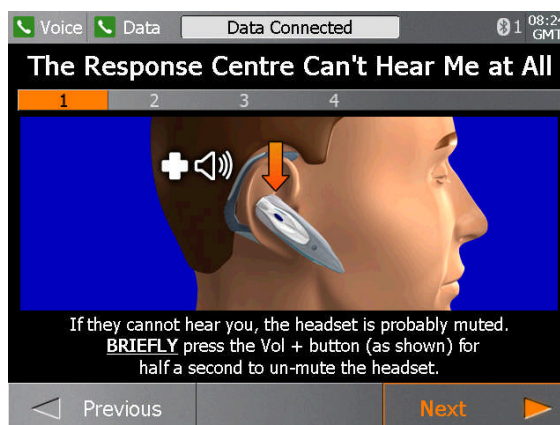 Voice Data Data Connected 1 08:24
GMT
The Response Centre Can't Hear Me at All
1 2 3 4
If they cannot hear you, the headset is probably muted.
BRIEFLY press the Vol + button (as shown) for
half a second to un-mute the headset.
Previous Next